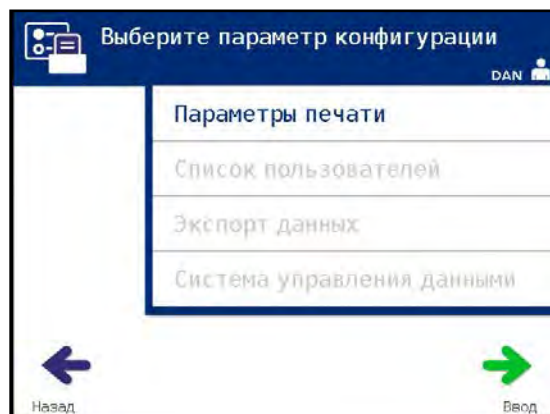 Выберите параметр конфигурации
DAN
Параметры печати
Список пользователей
Экспорт данных
Система управления данными
Назад
Ввод